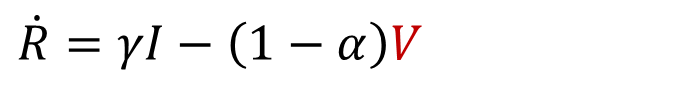 Ṙ = γI − (1 − α)V